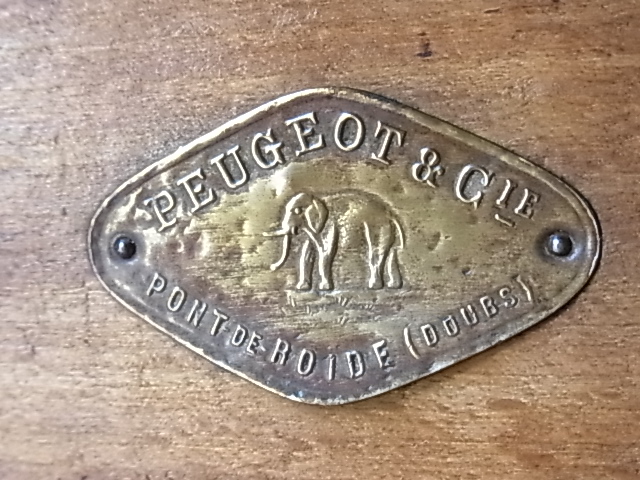 PEUGEOT & CIE
PONT DE ROIDE (DOUBS)